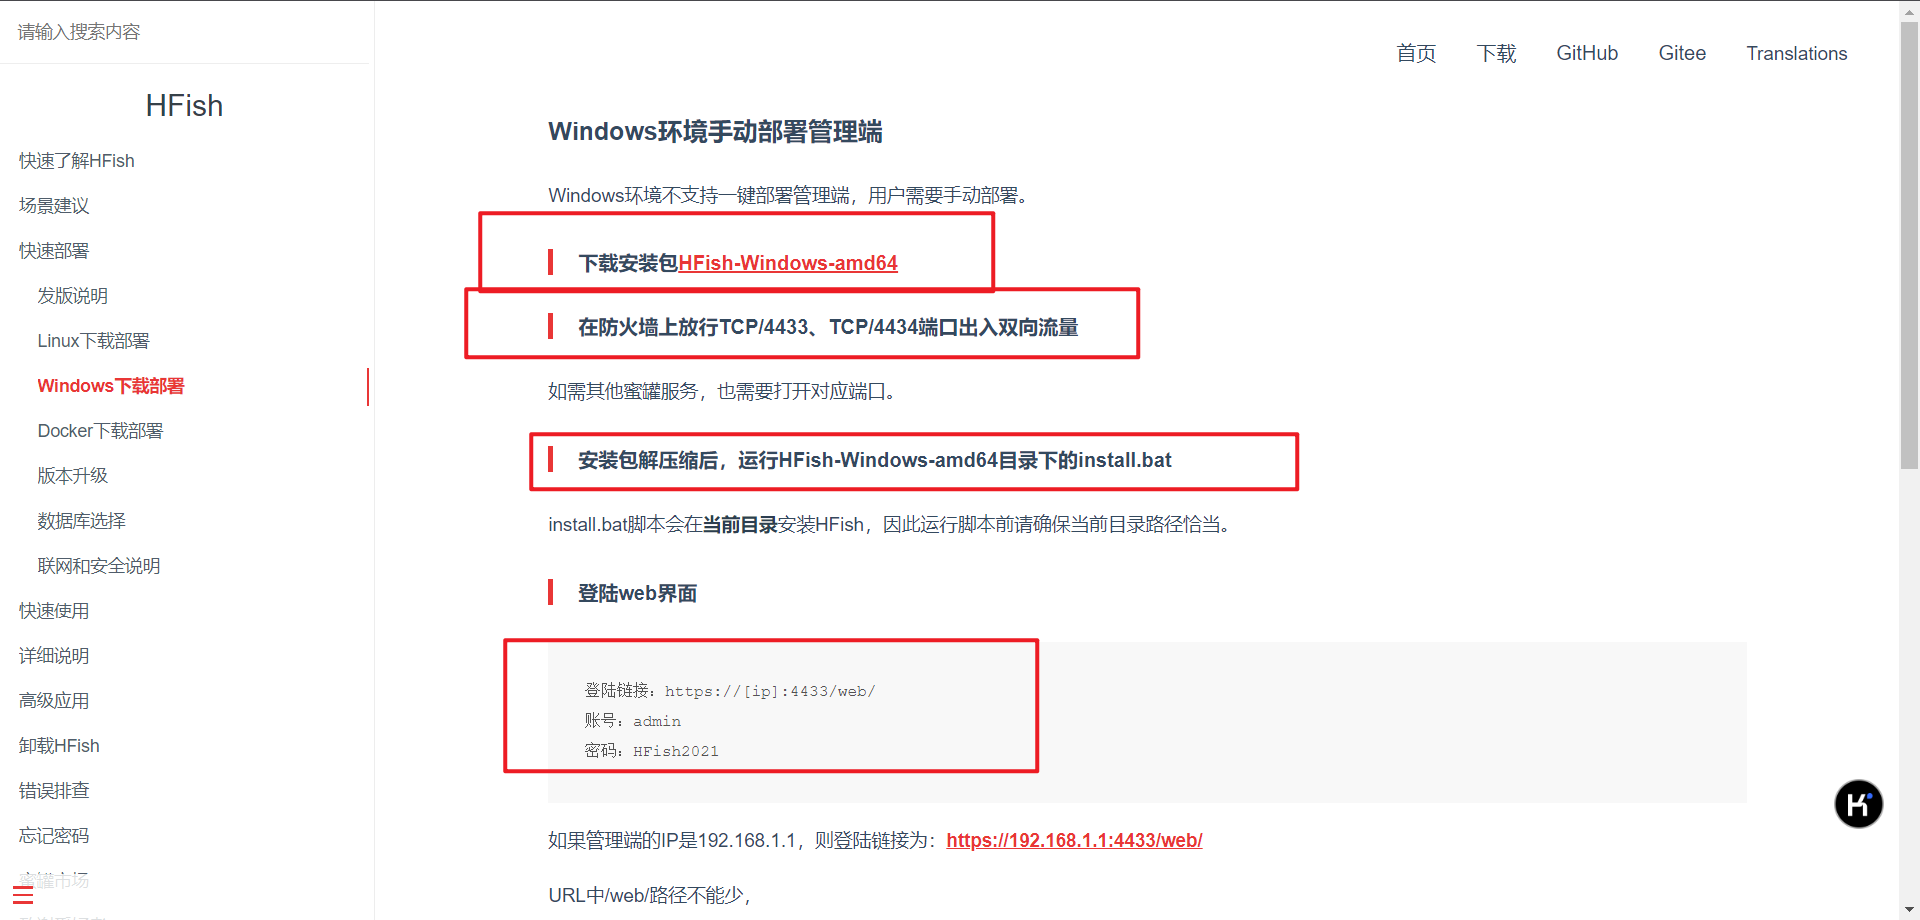 请输入搜索内容
首页 下载 GitHub Gitee Translations
HFish
快速了解HFish
场景建议
快速部署
发版说明
Linux下载部署
Windows下载部署
Docker下载部署
版本升级
数据库选择
联网和安全说明
快速使用
详细说明
高级应用
卸载HFish
错误排查
忘记密码
蜜罐市场
Windows环境手动部署管理端
Windows环境不支持一键部署管理端，用户需要手动部署。
下载安装包HFish-Windows-amd64
在防火墙上放行TCP/4433、TCP/4434端口出入双向流量
如需其他蜜罐服务，也需要打开对应端口。
安装包解压缩后，运行HFish-Windows-amd64目录下的install.bat
install.bat脚本会在当前目录安装HFish，因此运行脚本前请确保当前目录路径恰当。
登陆web界面
登陆链接：https://[ip]:4433/web/
账号：admin
密码：HFish2021
如果管理端的IP是192.168.1.1，则登陆链接为：https://192.168.1.1:4433/web/
URL中/web/路径不能少，